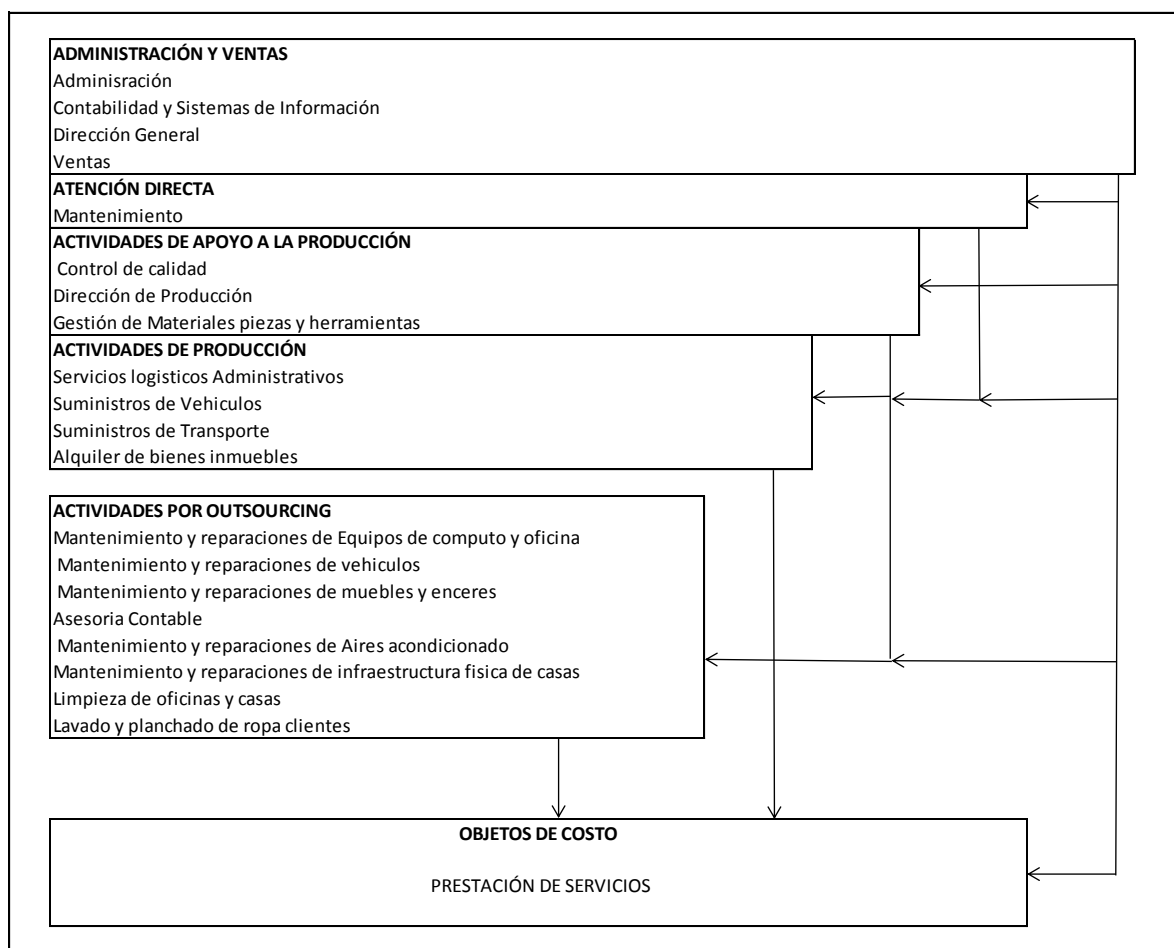 ADMINISTRACIÓN Y VENTAS
Adminisración
Contabilidad y Sistemas de Información
Dirección General
Ventas
ATENCIÓN DIRECTA
Mantenimiento
ACTIVIDADES DE APOYO A LA PRODUCCIÓN
Control de calidad
Dirección de Producción
Gestión de Materiales piezas y herramientas
ACTIVIDADES DE PRODUCCIÓN
Servicios logisticos Administrativos
Suministros de Vehiculos
Suministros de Transporte
Alquiler de bienes inmuebles
ACTIVIDADES POR OUTSOURCING
Mantenimiento y reparaciones de Equipos de computo y oficina
Mantenimiento y reparaciones de vehiculos
Mantenimiento y reparaciones de muebles y enceres
Asesoria Contable
Mantenimiento y reparaciones de Aires acondicionado
Mantenimiento y reparaciones de infraestructura fisica de casas
Limpieza de oficinas y casas
Lavado y planchado de ropa clientes
OBJETOS DE COSTO
PRESTACIÓN DE SERVICIOS